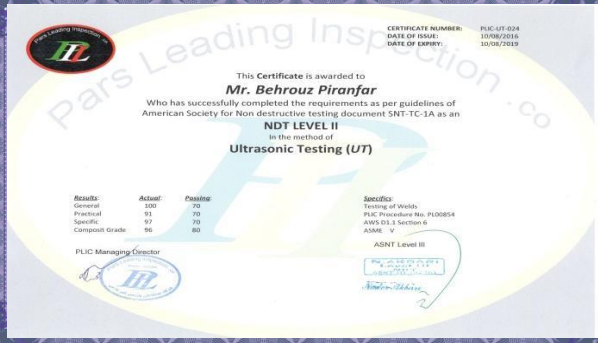 Pars Leading Inspection .co
CERTIFICATE NUMBER: PLIC-UT-024
DATE OF ISSUE: 10/08/2016
DATE OF EXPIRY: 10/08/2019
Pars Leading Inspection .co
This Certificate is awarded to
Mr. Behrouz Piranfar
Who has successfully completed the requirements as per guidelines of
American Society for Non destructive testing document SNT-TC-1A as an
NDT LEVEL II
In the method of
Ultrasonic Testing (UT)
Results: Actual: Passing:
General 100 70
Practical 91 70
Specific 97 70
Composit Grade 96 80
Specifics:
Testing of Welds
PLIC Procedure No. PL00854
AWS D1.1 Section 6
ASME V
PLIC Managing Director
ASNT Level III